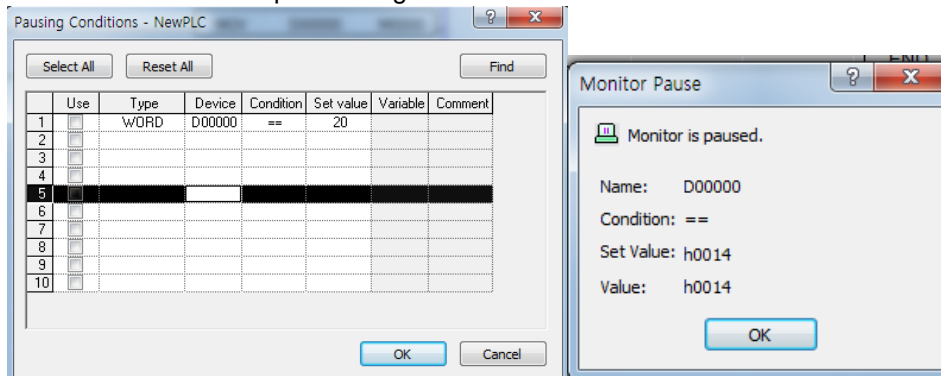 Pausing Conditions - NewPLC
Select All Reset All Find
Use Type Device Condition Set value Variable Comment
1 WORD D00000 == 20
2
3
4
5
6
7
8
9
10
OK Cancel
END
Monitor Pause
Monitor is paused.
Name: D00000
Condition: ==
Set Value: h0014
Value: h0014
OK